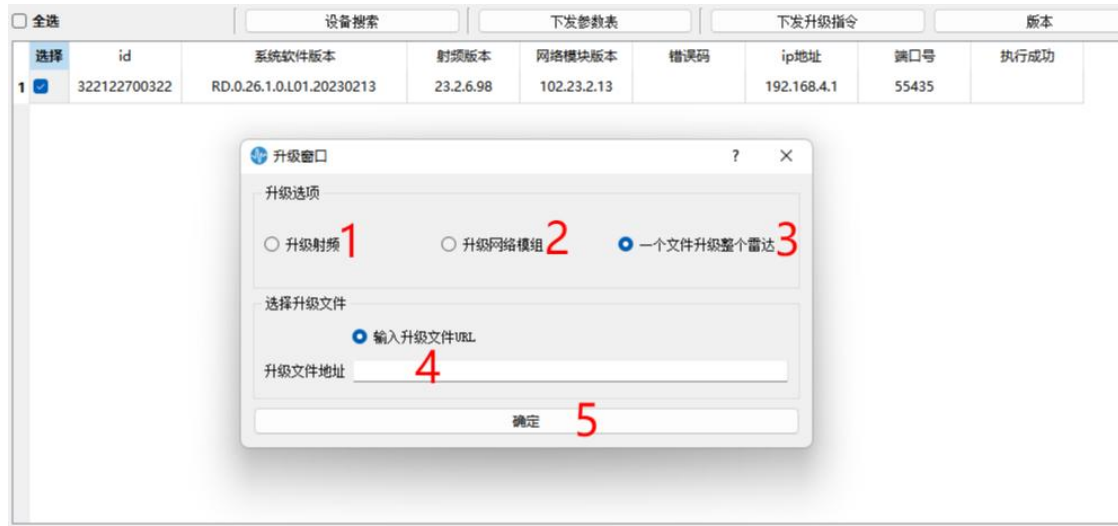 全选 设备搜索 下发参数表 下发升级指令 版本
选择 id 系统软件版本 射频版本 网络模块版本 错误码 ip地址 端口号 执行成功
1 322122700322 RD.0.26.1.0.L01.20230213 23.2.6.98 102.23.2.13 192.168.4.1 55435
升级窗口 ?
升级选项
升级射频 1 升级网络模组 2 一个文件升级整个雷达 3
选择升级文件
输入升级文件URL
升级文件地址 4
确定 5